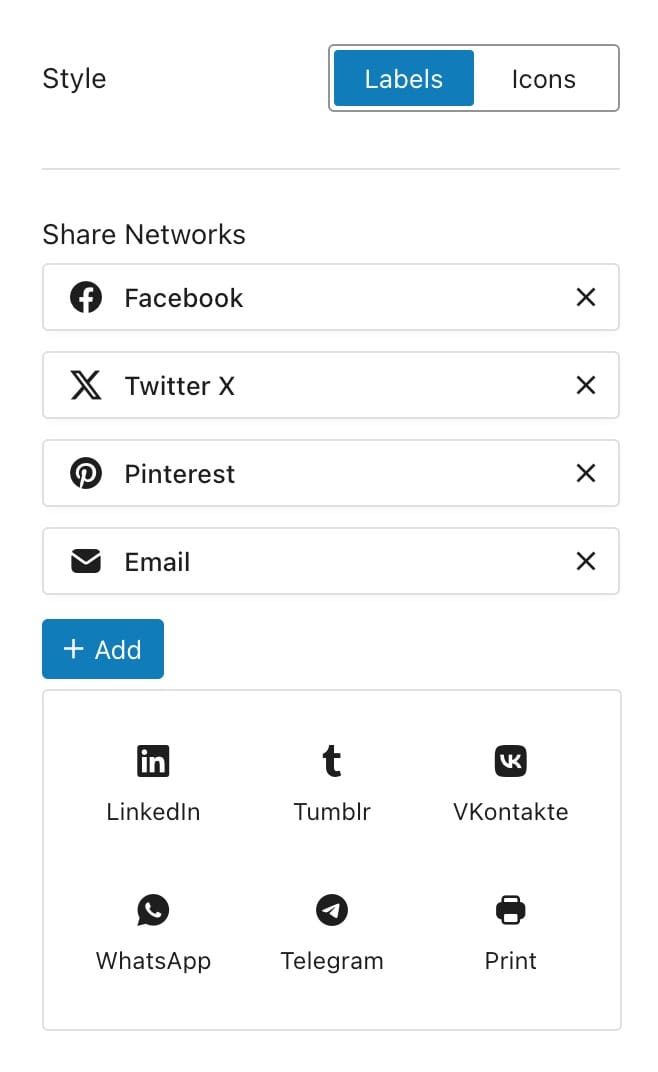 Style
Labels
Icons
Share Networks
Facebook
Twitter X
Pinterest
Email
+ Add
LinkedIn
Tumblr
VKontakte
WhatsApp
Telegram
Print